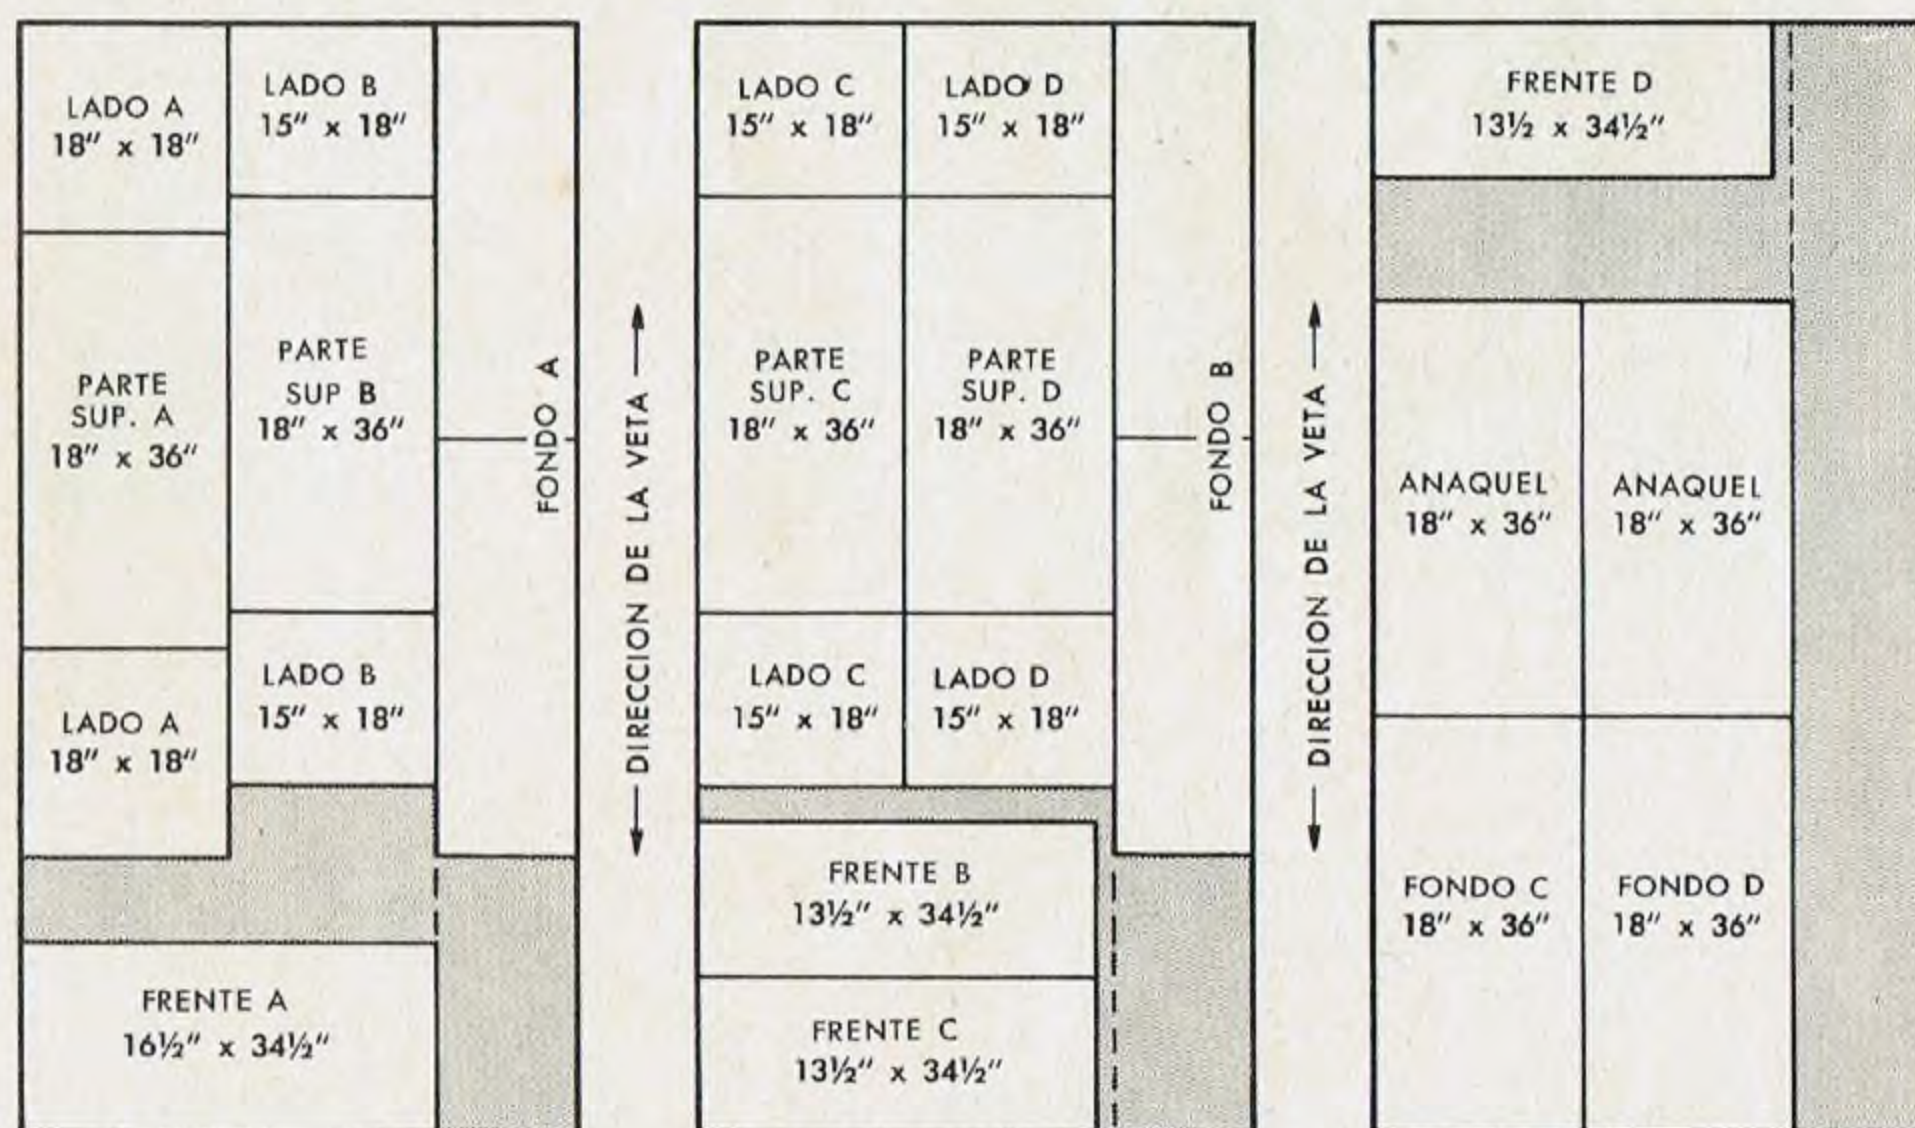 LADO A
18" x 18"
LADO B
15" x 18"
PARTE
SUP. A
18" x 36"
PARTE
SUP B
18" x 36"
FONDO A
LADO A
18" x 18"
LADO B
15" x 18"
FRENTE A
16½" x 34½"
DIRECCION DE LA VETA
LADO C
15" x 18"
LADO D
15" x 18"
PARTE
SUP. C
18" x 36"
PARTE
SUP. D
18" x 36"
FONDO B
LADO C
15" x 18"
LADO D
15" x 18"
FRENTE B
13½" x 34½"
FRENTE C
13½" x 34½"
DIRECCION DE LA VETA
FRENTE D
13½ x 34½"
ANAQUEL
18" x 36"
ANAQUEL
18" x 36"
FONDO C
18" x 36"
FONDO D
18" x 36"